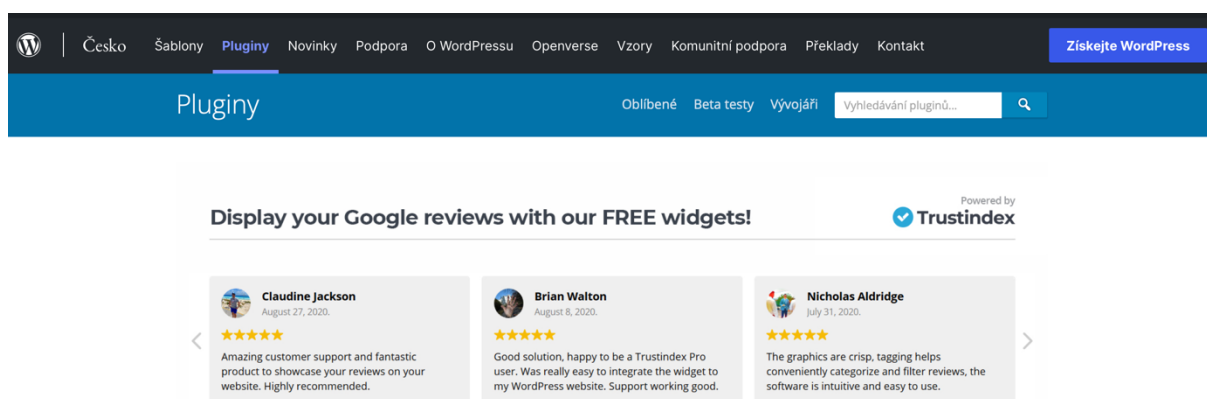 Česko
Šablony Pluginy Novinky Podpora O WordPressu Openverse Vzory Komunitní podpora Překlady Kontakt
Získejte WordPress
Pluginy
Oblíbené Beta testy Vývojáři
Vyhledávání pluginů...
Display your Google reviews with our FREE widgets!
Powered by
Trustindex
Claudine Jackson
August 27, 2020.
Amazing customer support and fantastic
product to showcase your reviews on your
website. Highly recommended.
Brian Walton
August 8, 2020.
Good solution, happy to be a Trustindex Pro
user. Was really easy to integrate the widget to
my WordPress website. Support working good.
Nicholas Aldridge
July 31, 2020.
The graphics are crisp, tagging helps
conveniently categorize and filter reviews, the
software is intuitive and easy to use.